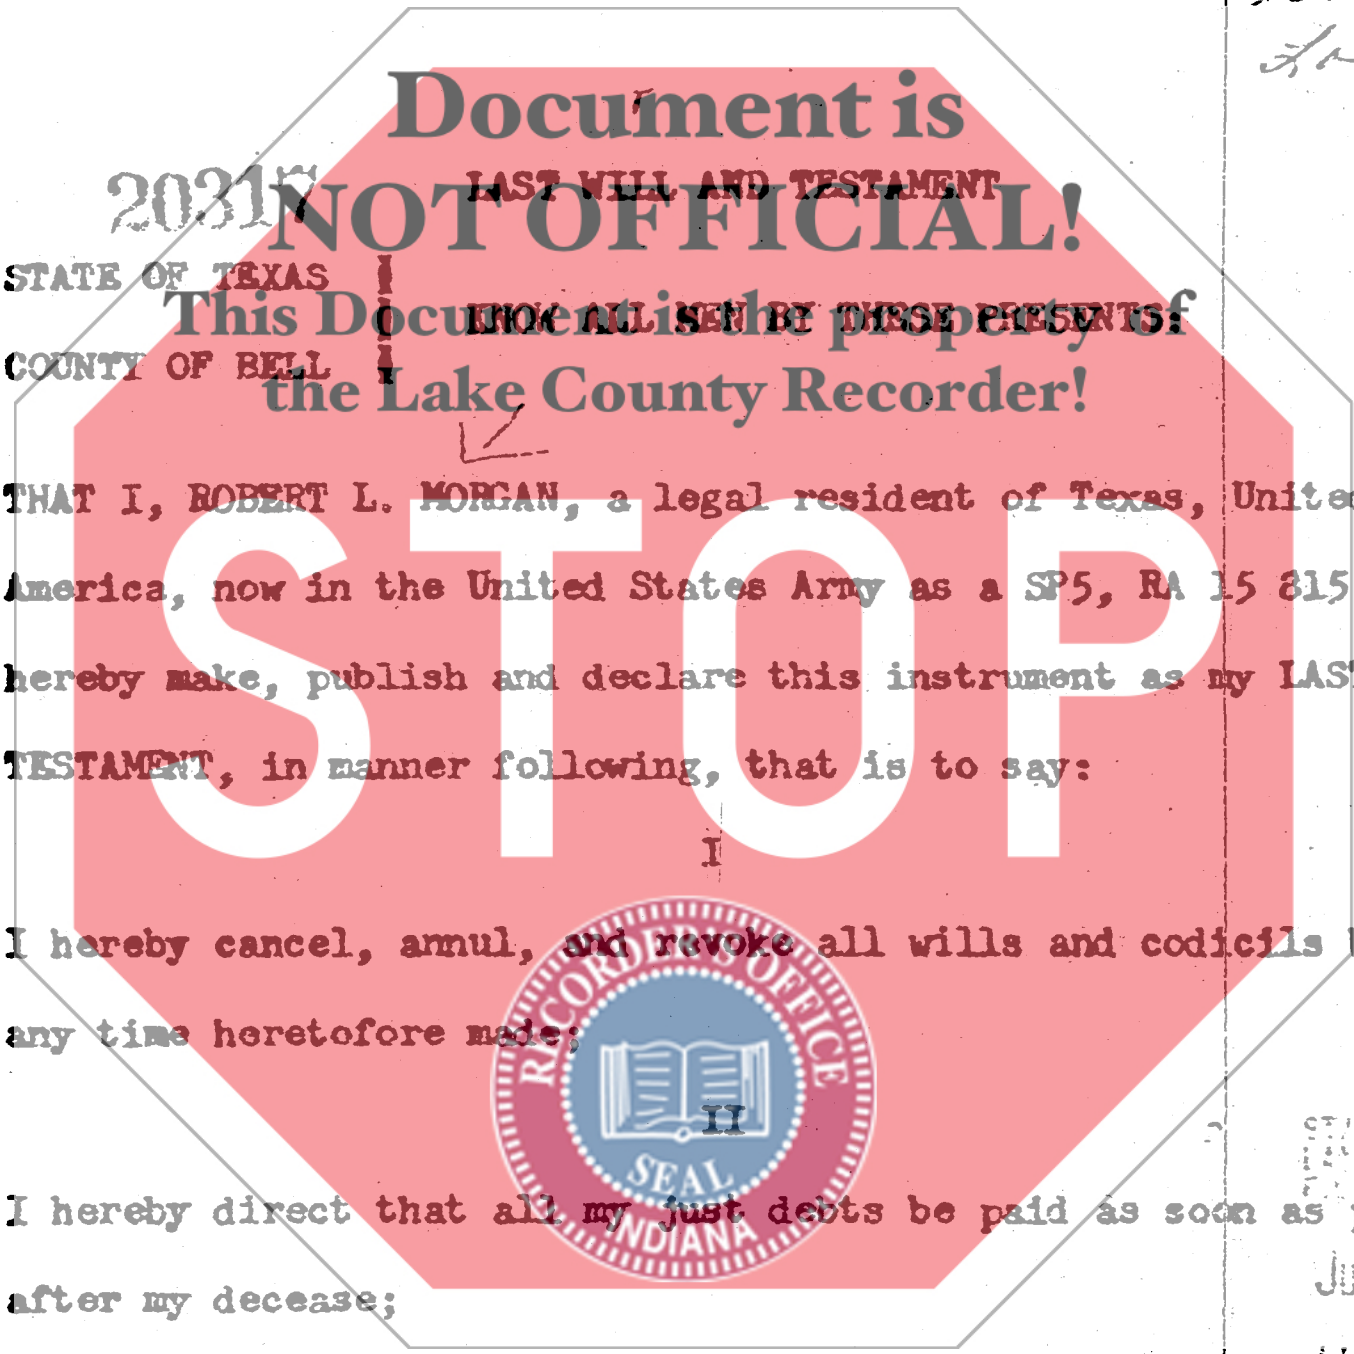 Document is
LAST WILL AND TESTAMENT
NOT OFFICIAL!
STATE OF TEXAS
This Document is the property of
KNOW ALL MEN BY THESE PRESENTS:
COUNTY OF BELL
the Lake County Recorder!
THAT I, ROBERT L. MORGAN, a legal resident of Texas, United
America, now in the United States Army as a SP5, RA 15 815
hereby make, publish and declare this instrument as my LAST
TESTAMENT, in manner following, that is to say:
STOP
I
I hereby cancel, annul, and revoke all wills and codicils
any time heretofore made;
RECORDER'S OFFICE
II
SEAL
INDIANA
I hereby direct that all my just debts be paid as soon as
after my decease;